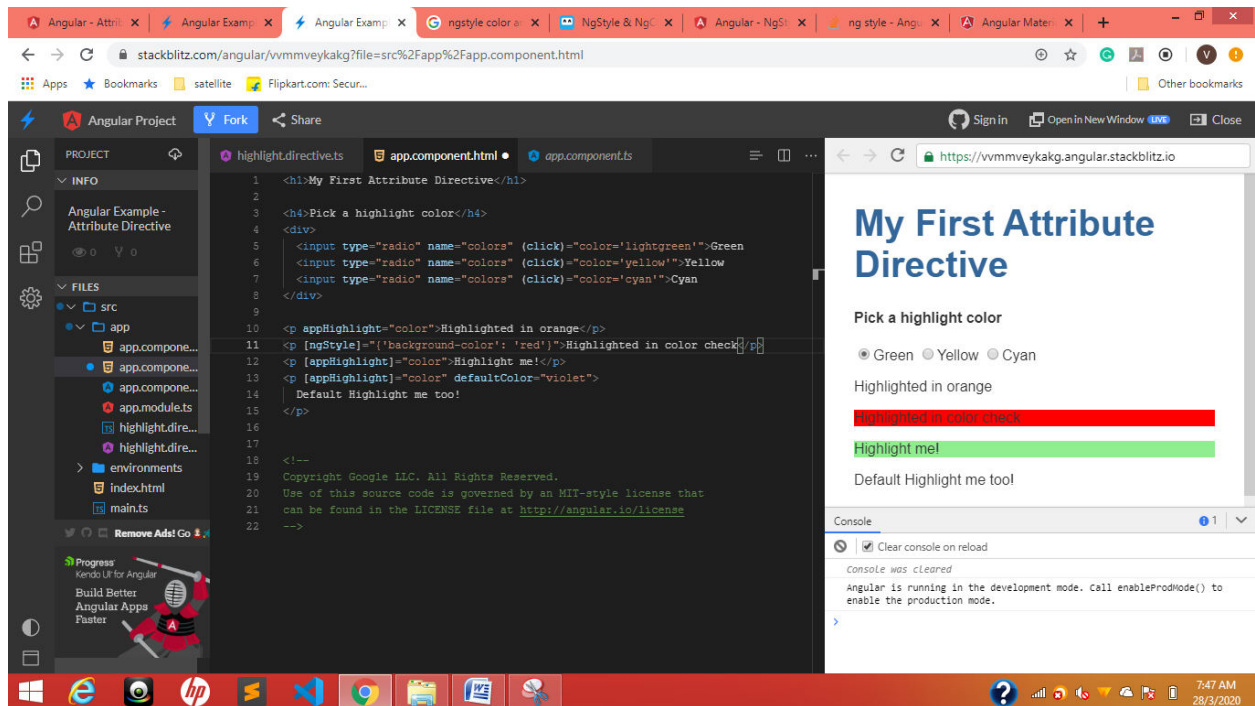 Angular - Attrib
Angular Examp
Angular Examp
ngstyle color a
NgStyle & NgC
Angular - NgSt
ng style - Angu
Angular Materi
stackblitz.com/angular/vvmmveykakg?file=src%2Fapp%2Fapp.component.html
V
Apps Bookmarks satellite Flipkart.com: Secur... Other bookmarks
Angular Project Fork Share Sign in Open in New Window LIVE Close
PROJECT
INFO
Angular Example -
Attribute Directive
0 0
FILES
src
app
app.compone...
app.compone...
app.compone...
app.module.ts
highlight.dire...
highlight.dire...
environments
index.html
main.ts
Remove Ads! Go
Progress
Kendo UI for Angular
Build Better
Angular Apps
Faster
highlight.directive.ts app.component.html app.component.ts
1 <h1>My First Attribute Directive</h1>
2
3 <h4>Pick a highlight color</h4>
4 <div>
5 <input type="radio" name="colors" (click)="color='lightgreen'">Green
6 <input type="radio" name="colors" (click)="color='yellow'">Yellow
7 <input type="radio" name="colors" (click)="color='cyan'">Cyan
8 </div>
9
10 <p appHighlight="color">Highlighted in orange</p>
11 <p [ngStyle]="{'background-color': 'red'}">Highlighted in color check</p>
12 <p [appHighlight]="color">Highlight me!</p>
13 <p [appHighlight]="color" defaultColor="violet">
14 Default Highlight me too!
15 </p>
16
17
18 <!--
19 Copyright Google LLC. All Rights Reserved.
20 Use of this source code is governed by an MIT-style license that
21 can be found in the LICENSE file at http://angular.io/license
22 -->
https://vvmmveykakg.angular.stackblitz.io
My First Attribute
Directive
Pick a highlight color
Green Yellow Cyan
Highlighted in orange
Highlighted in color check
Highlight me!
Default Highlight me too!
Console 1
Clear console on reload
Console was cleared
Angular is running in the development mode. Call enableProdMode() to
enable the production mode.
hp
7:47 AM
28/3/2020